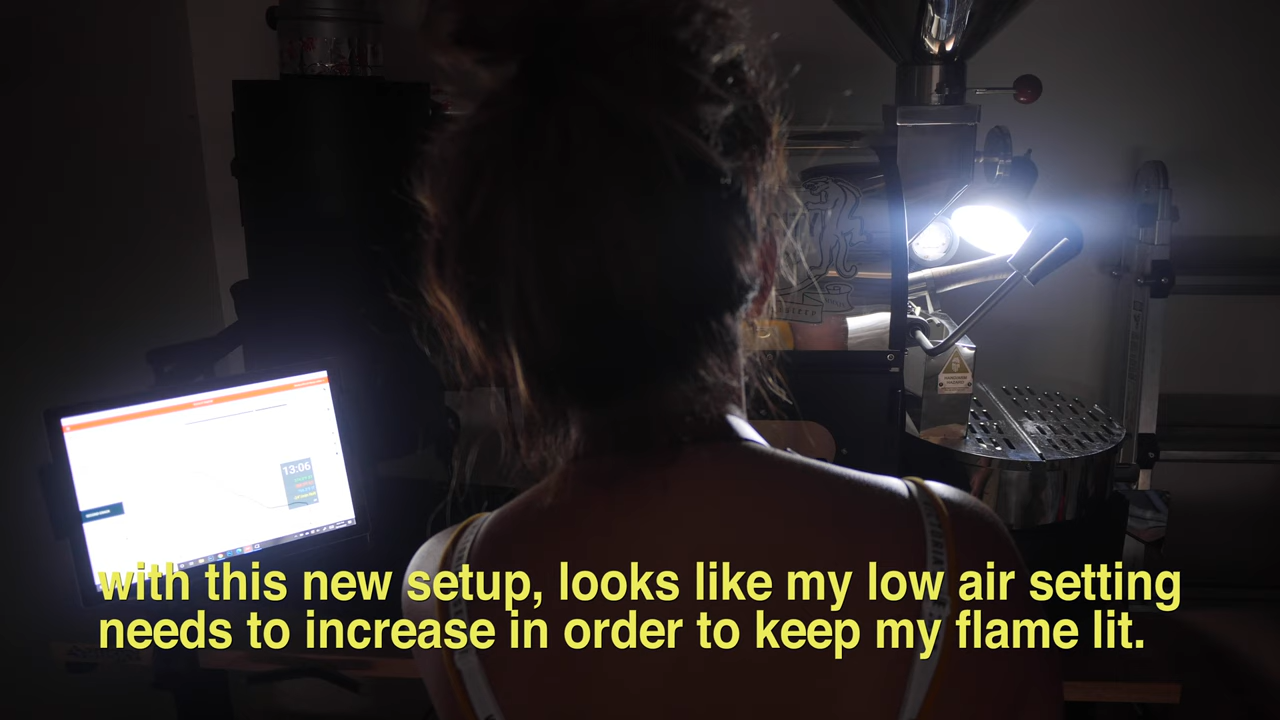 13:06
with this new setup, looks like my low air setting
needs to increase in order to keep my flame lit.